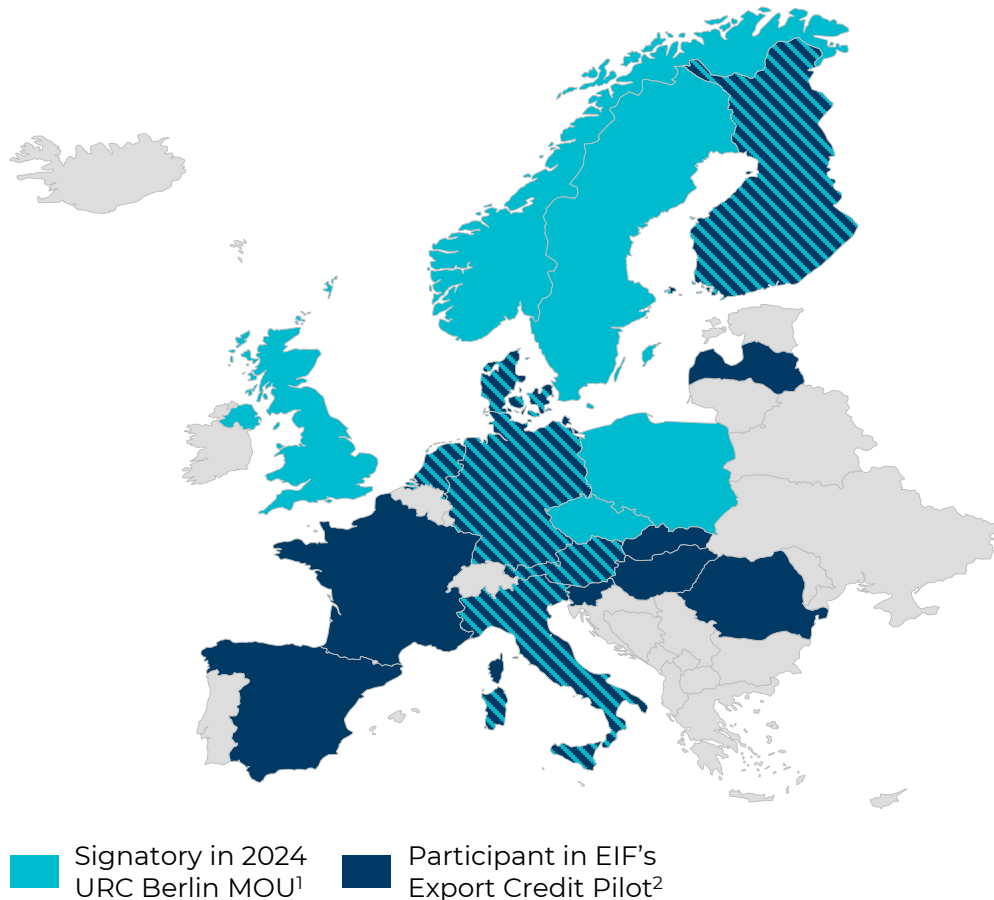 Signatory in 2024
URC Berlin MOU¹
Participant in EIF’s
Export Credit Pilot²